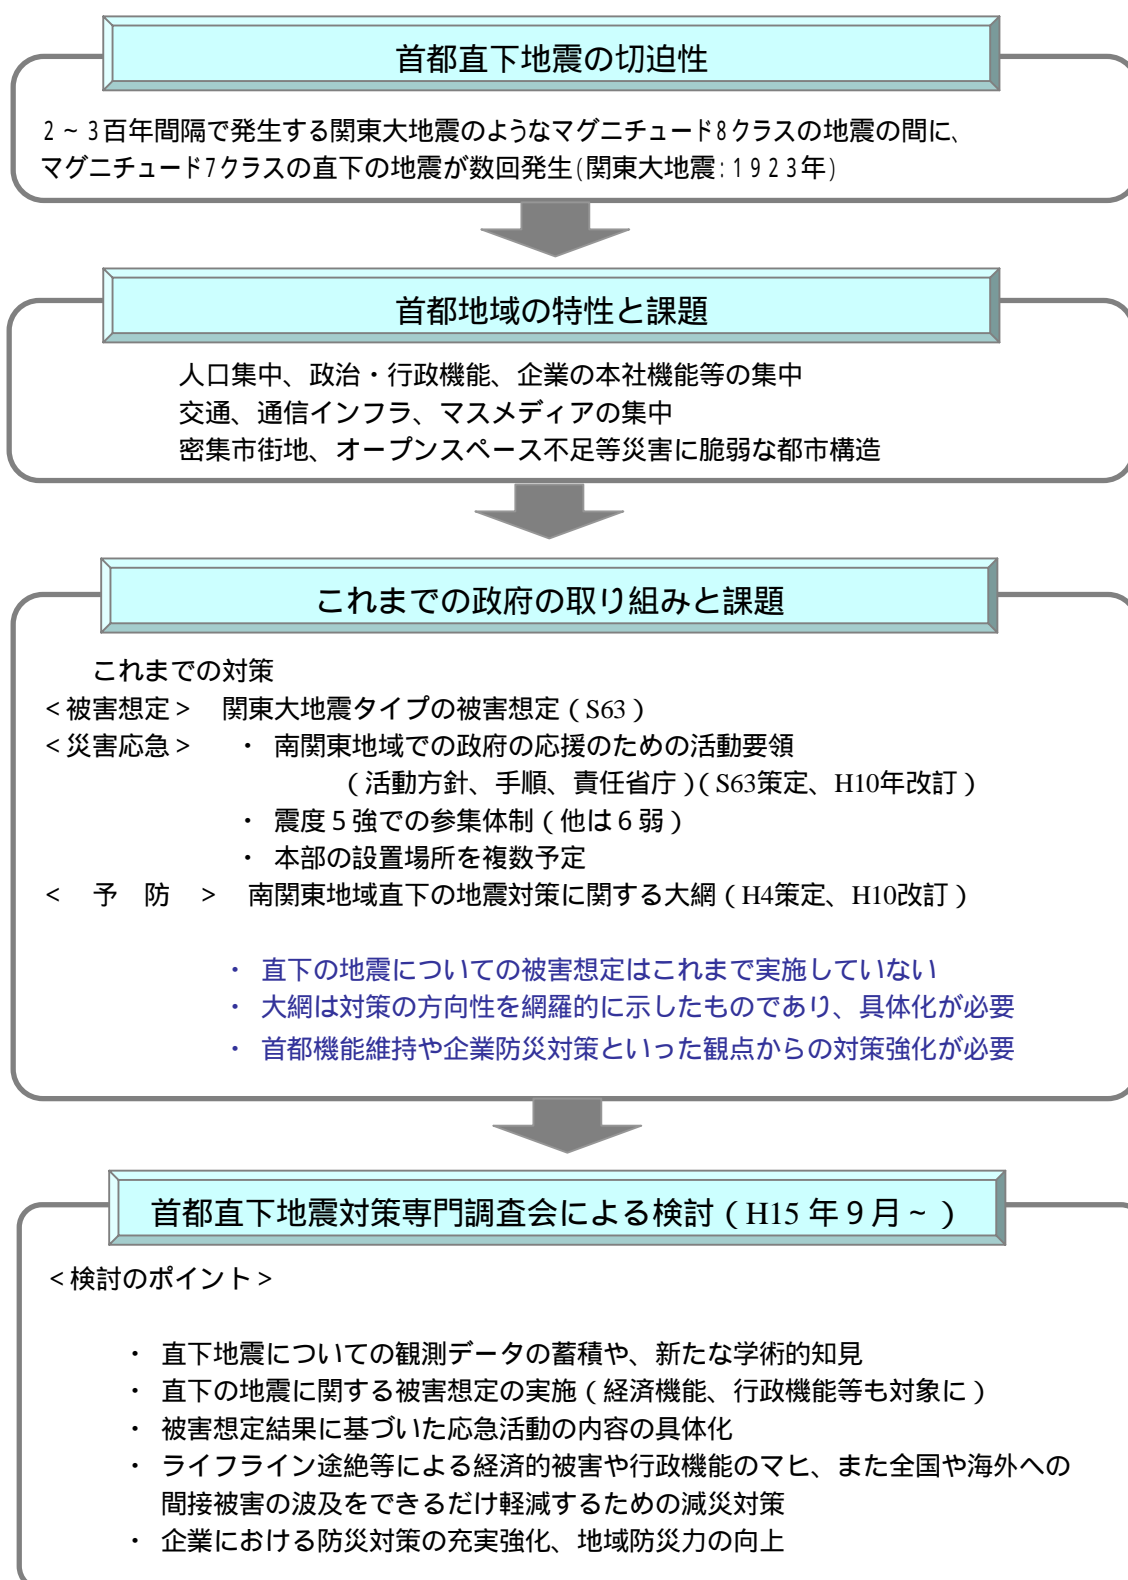 首都直下地震の切迫性
2~3百年間隔で発生する関東大地震のようなマグニチュード8クラスの地震の間に、
マグニチュード7クラスの直下の地震が数回発生(関東大地震:1923年)
首都地域の特性と課題
人口集中、政治・行政機能、企業の本社機能等の集中
交通、通信インフラ、マスメディアの集中
密集市街地、オープンスペース不足等災害に脆弱な都市構造
これまでの政府の取り組みと課題
これまでの対策
<被害想定> 関東大地震タイプの被害想定(S63)
<災害応急> ・ 南関東地域での政府の応援のための活動要領
(活動方針、手順、責任省庁)(S63策定、H10年改訂)
・ 震度5強での参集体制(他は6弱)
・ 本部の設置場所を複数予定
< 予 防 > 南関東地域直下の地震対策に関する大綱(H4策定、H10改訂)
・ 直下の地震についての被害想定はこれまで実施していない
・ 大綱は対策の方向性を網羅的に示したものであり、具体化が必要
・ 首都機能維持や企業防災対策といった観点からの対策強化が必要
首都直下地震対策専門調査会による検討(H15年9月~)
<検討のポイント>
・ 直下地震についての観測データの蓄積や、新たな学術的知見
・ 直下の地震に関する被害想定の実施(経済機能、行政機能等も対象に)
・ 被害想定結果に基づいた応急活動の内容の具体化
・ ライフライン途絶等による経済的被害や行政機能のマヒ、また全国や海外への
間接被害の波及をできるだけ軽減するための減災対策
・ 企業における防災対策の充実強化、地域防災力の向上